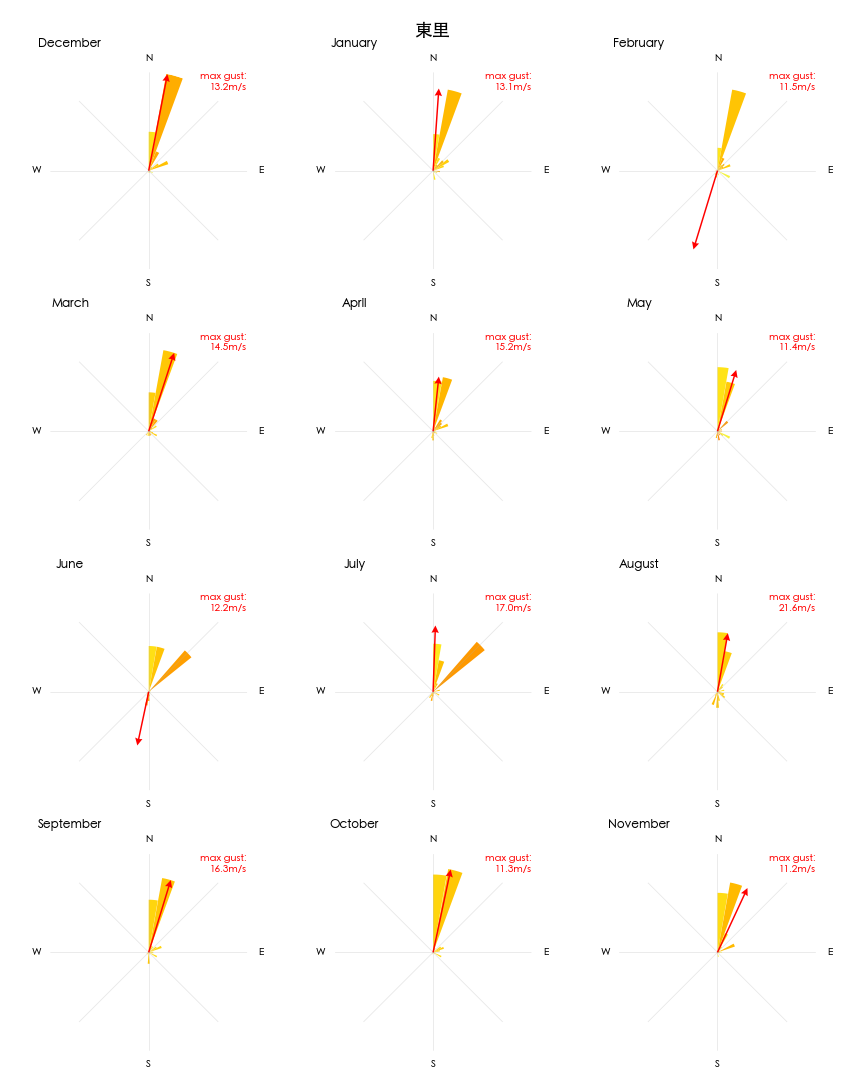 東里
December
January
February
N
N
N
max gust:
13.2m/s
max gust:
13.1m/s
max gust:
11.5m/s
W
E
W
E
W
E
S
S
S
March
April
May
N
N
N
max gust:
14.5m/s
max gust:
15.2m/s
max gust:
11.4m/s
W
E
W
E
W
E
S
S
S
June
July
August
N
N
N
max gust:
12.2m/s
max gust:
17.0m/s
max gust:
21.6m/s
W
E
W
E
W
E
S
S
S
September
October
November
N
N
N
max gust:
16.3m/s
max gust:
11.3m/s
max gust:
11.2m/s
W
E
W
E
W
E
S
S
S